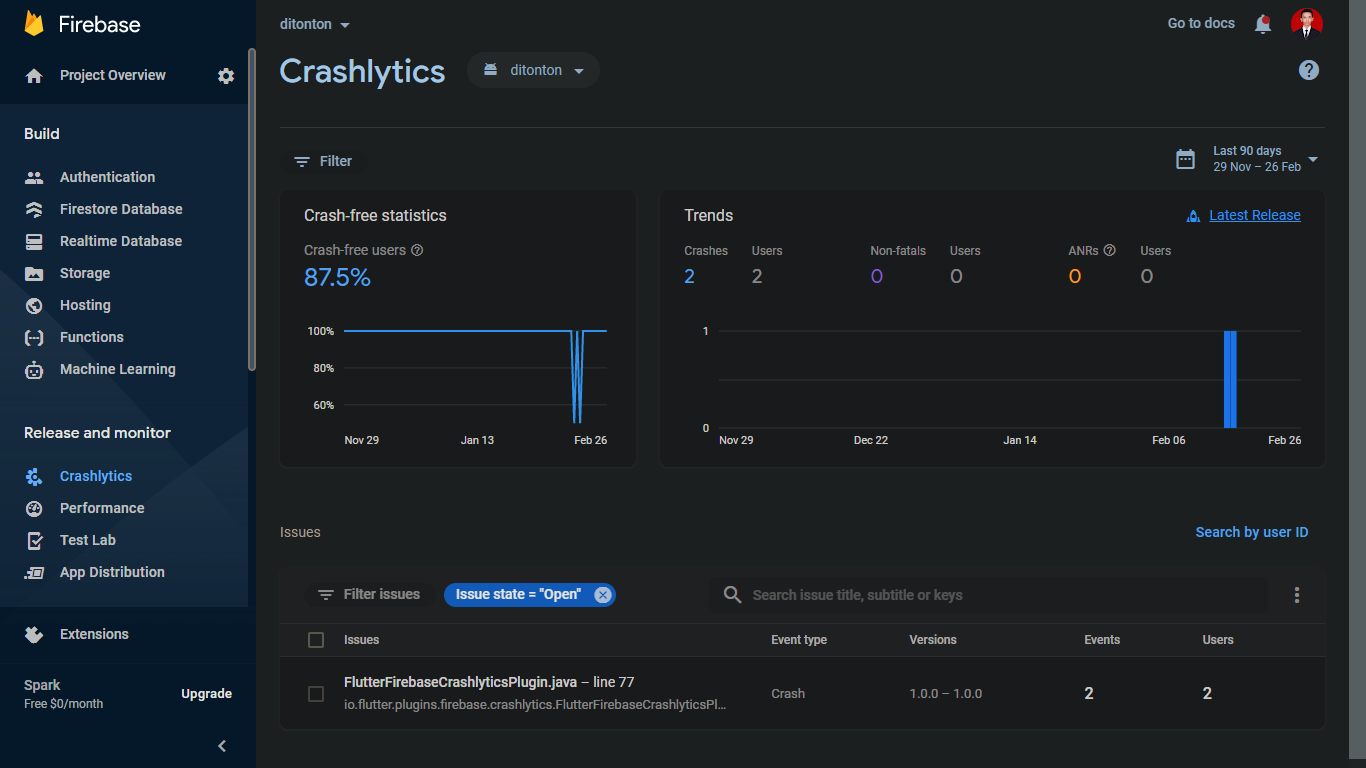 Firebase
Project Overview
Build
Authentication
Firestore Database
Realtime Database
Storage
Hosting
Functions
Machine Learning
Release and monitor
Crashlytics
Performance
Test Lab
App Distribution
Extensions
Spark
Free $0/month
Upgrade
ditonton
Go to docs
Crashlytics
ditonton
Filter
Last 90 days
29 Nov – 26 Feb
Crash-free statistics
Crash-free users
87.5%
100%
80%
60%
Nov 29 Jan 13 Feb 26
Trends
Latest Release
Crashes Users Non-fatals Users ANRs Users
2 2 0 0 0 0
1
0
Nov 29 Dec 22 Jan 14 Feb 06 Feb 26
Issues
Search by user ID
Filter issues
Issue state = "Open"
Search issue title, subtitle or keys
Issues Event type Versions Events Users
FlutterFirebaseCrashlyticsPlugin.java – line 77
io.flutter.plugins.firebase.crashlytics.FlutterFirebaseCrashlyticsPl...
Crash 1.0.0 – 1.0.0 2 2